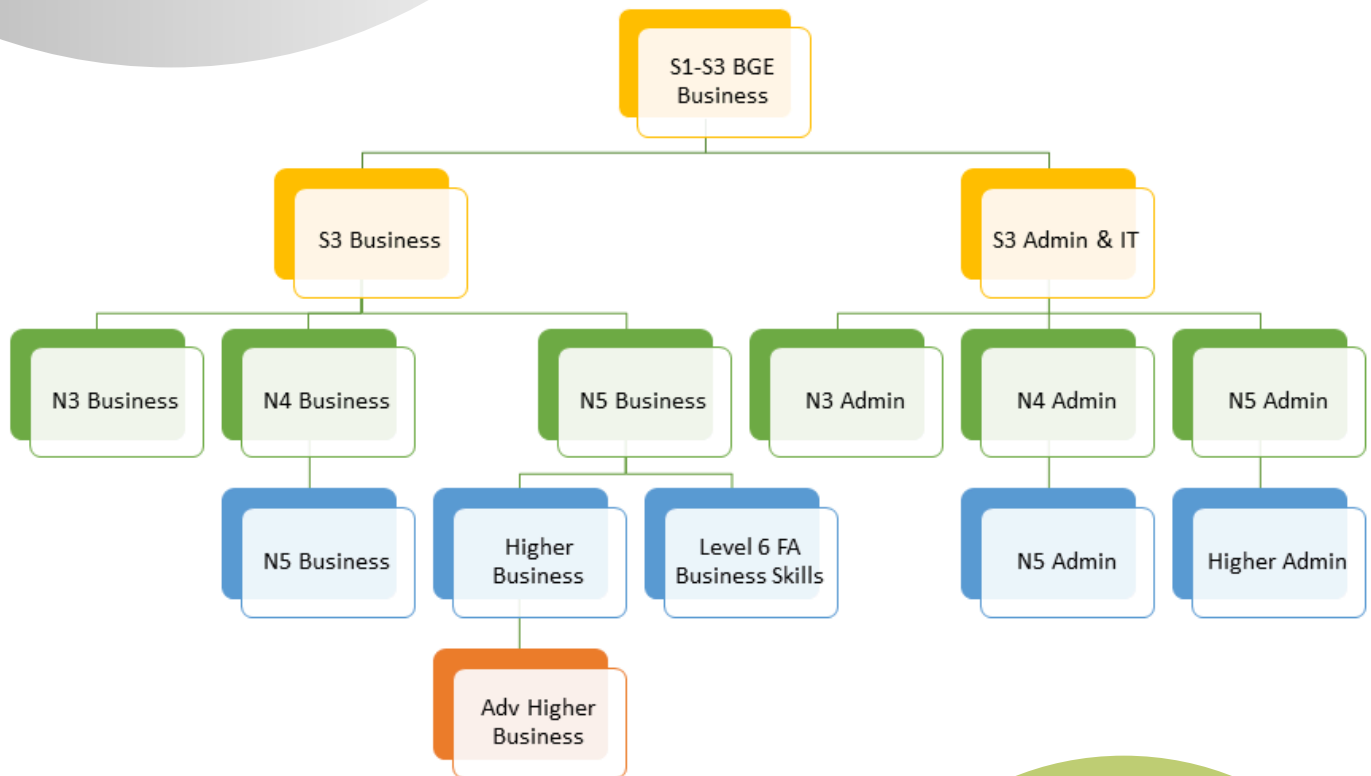 S1-S3 BGE
Business
S3 Business
S3 Admin & IT
N3 Business
N4 Business
N5 Business
N3 Admin
N4 Admin
N5 Admin
N5 Business
Higher
Business
Level 6 FA
Business Skills
N5 Admin
Higher Admin
Adv Higher
Business